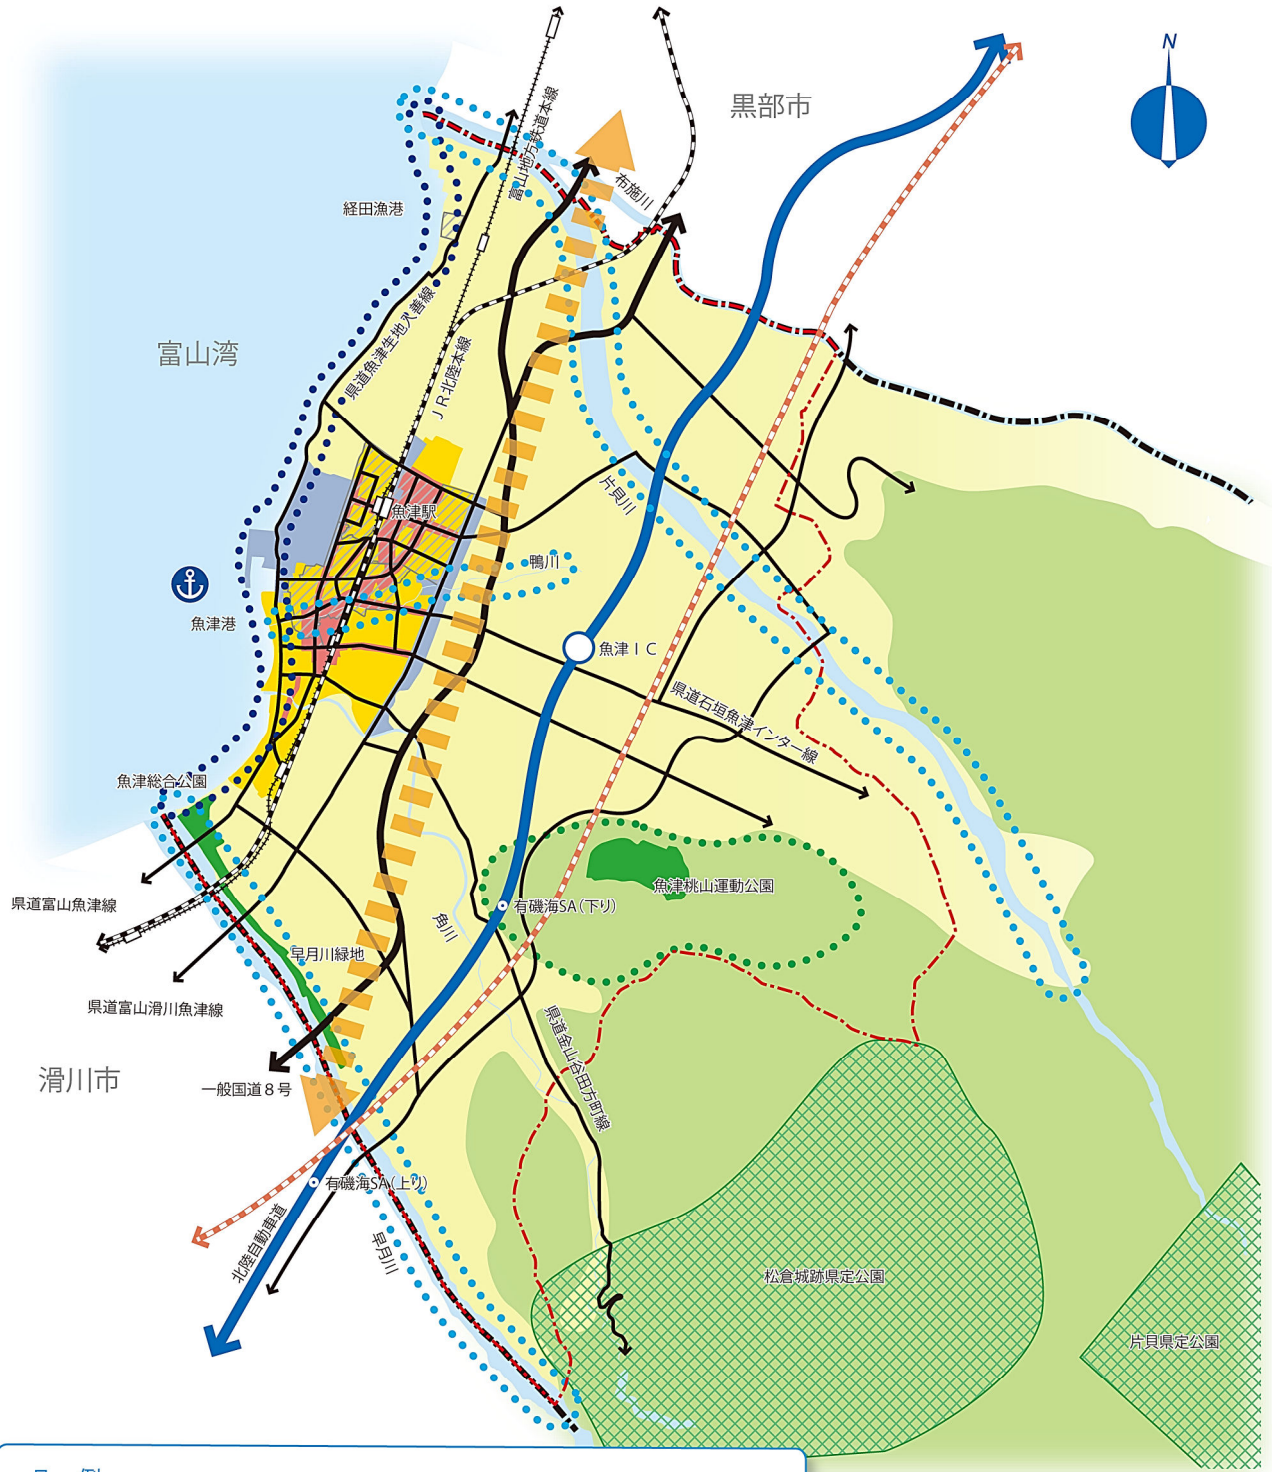 N
黒部市
富山地方鉄道本線
布施川
経田漁港
県道魚津生地入善線
富山湾
JR北陸本線
片貝川
魚津駅
鴨川
魚津港
魚津IC
県道石垣魚津インター線
魚津総合公園
魚津桃山運動公園
県道富山魚津線
有磯海SA(下り)
角川
早月川緑地
県道富山滑川魚津線
県道金山谷田方町線
滑川市
一般国道8号
有磯海SA(上り)
北陸自動車道
早月川
松倉城跡県定公園
片貝県定公園